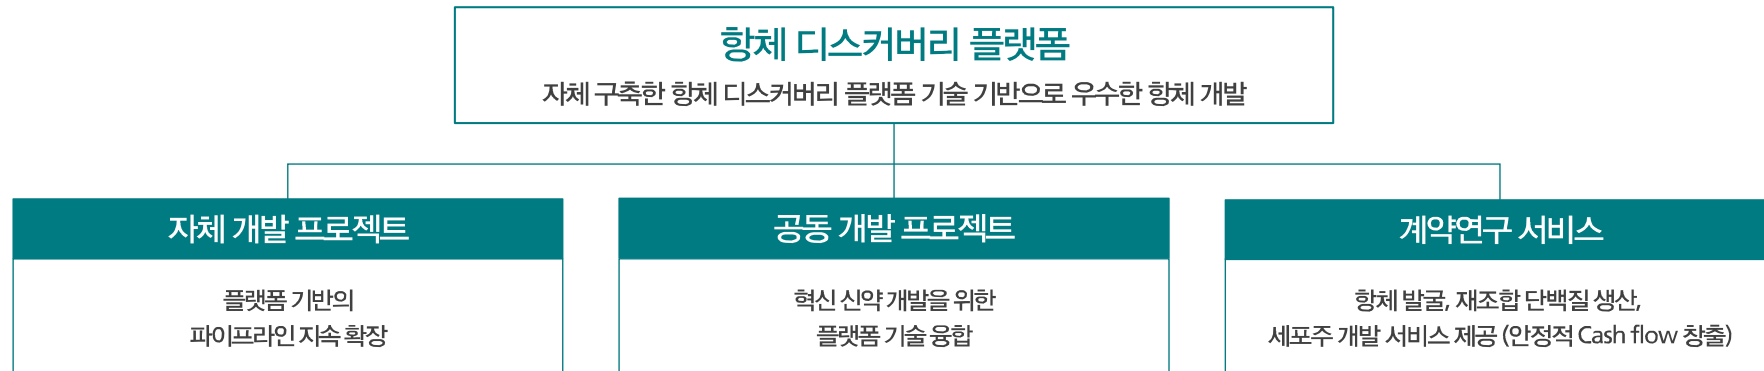 항체 디스커버리 플랫폼
자체 구축한 항체 디스커버리 플랫폼 기술 기반으로 우수한 항체 개발
자체 개발 프로젝트
플랫폼 기반의
파이프라인 지속 확장
공동 개발 프로젝트
혁신 신약 개발을 위한
플랫폼 기술 융합
계약연구 서비스
항체 발굴, 재조합 단백질 생산,
세포주 개발 서비스 제공 (안정적 Cash flow 창출)